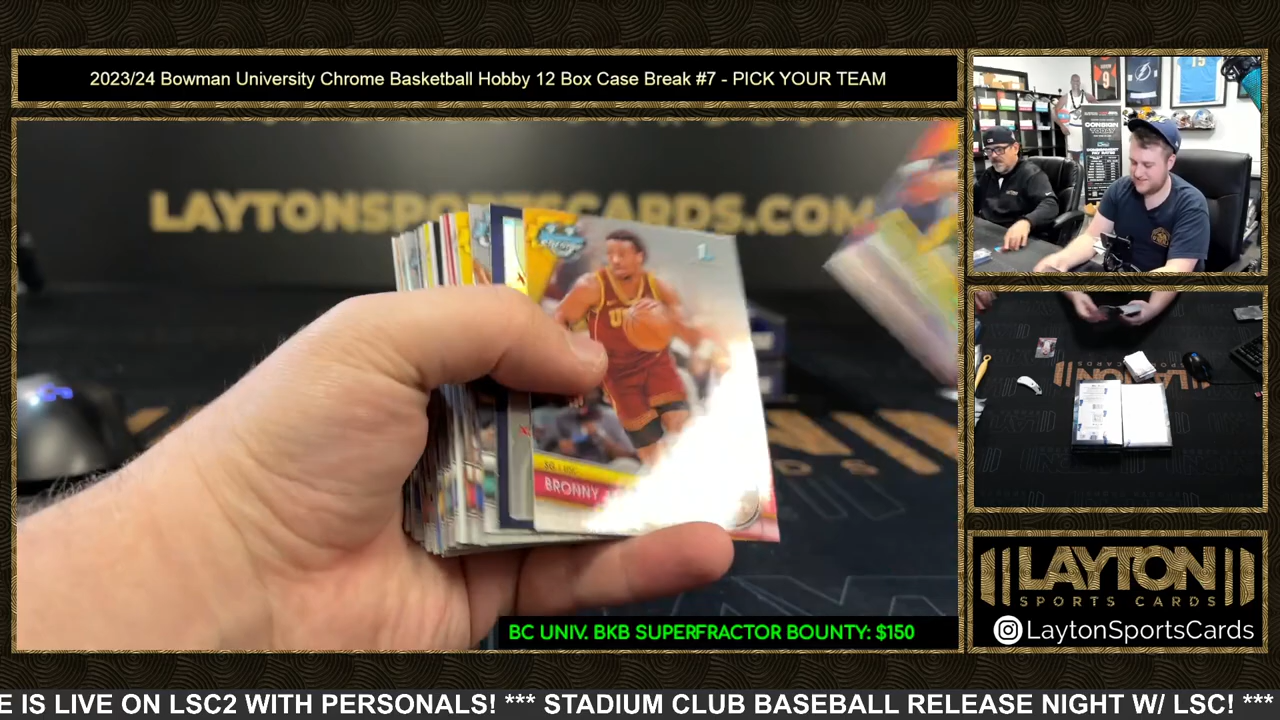 2023/24 Bowman University Chrome Basketball Hobby 12 Box Case Break #7 - PICK YOUR TEAM
LAYTONSPORTSCARDS.COM
BRONNY
BC UNIV. BKB SUPERFRACTOR BOUNTY: $150
CONSIGN
TODAY
LAYTON
SPORTS CARDS
LaytonSportsCards
E IS LIVE ON LSC2 WITH PERSONALS! *** STADIUM CLUB BASEBALL RELEASE NIGHT W/ LSC! ***